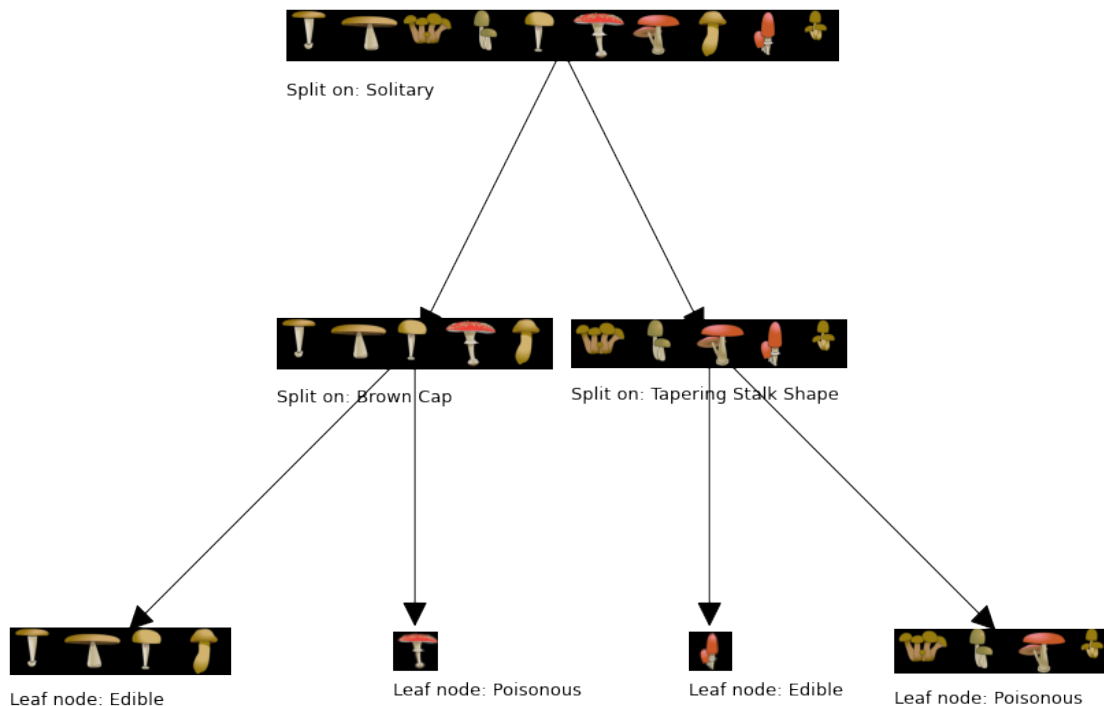 Split on: Solitary
Split on: Brown Cap
Split on: Tapering Stalk Shape
Leaf node: Edible
Leaf node: Poisonous
Leaf node: Edible
Leaf node: Poisonous